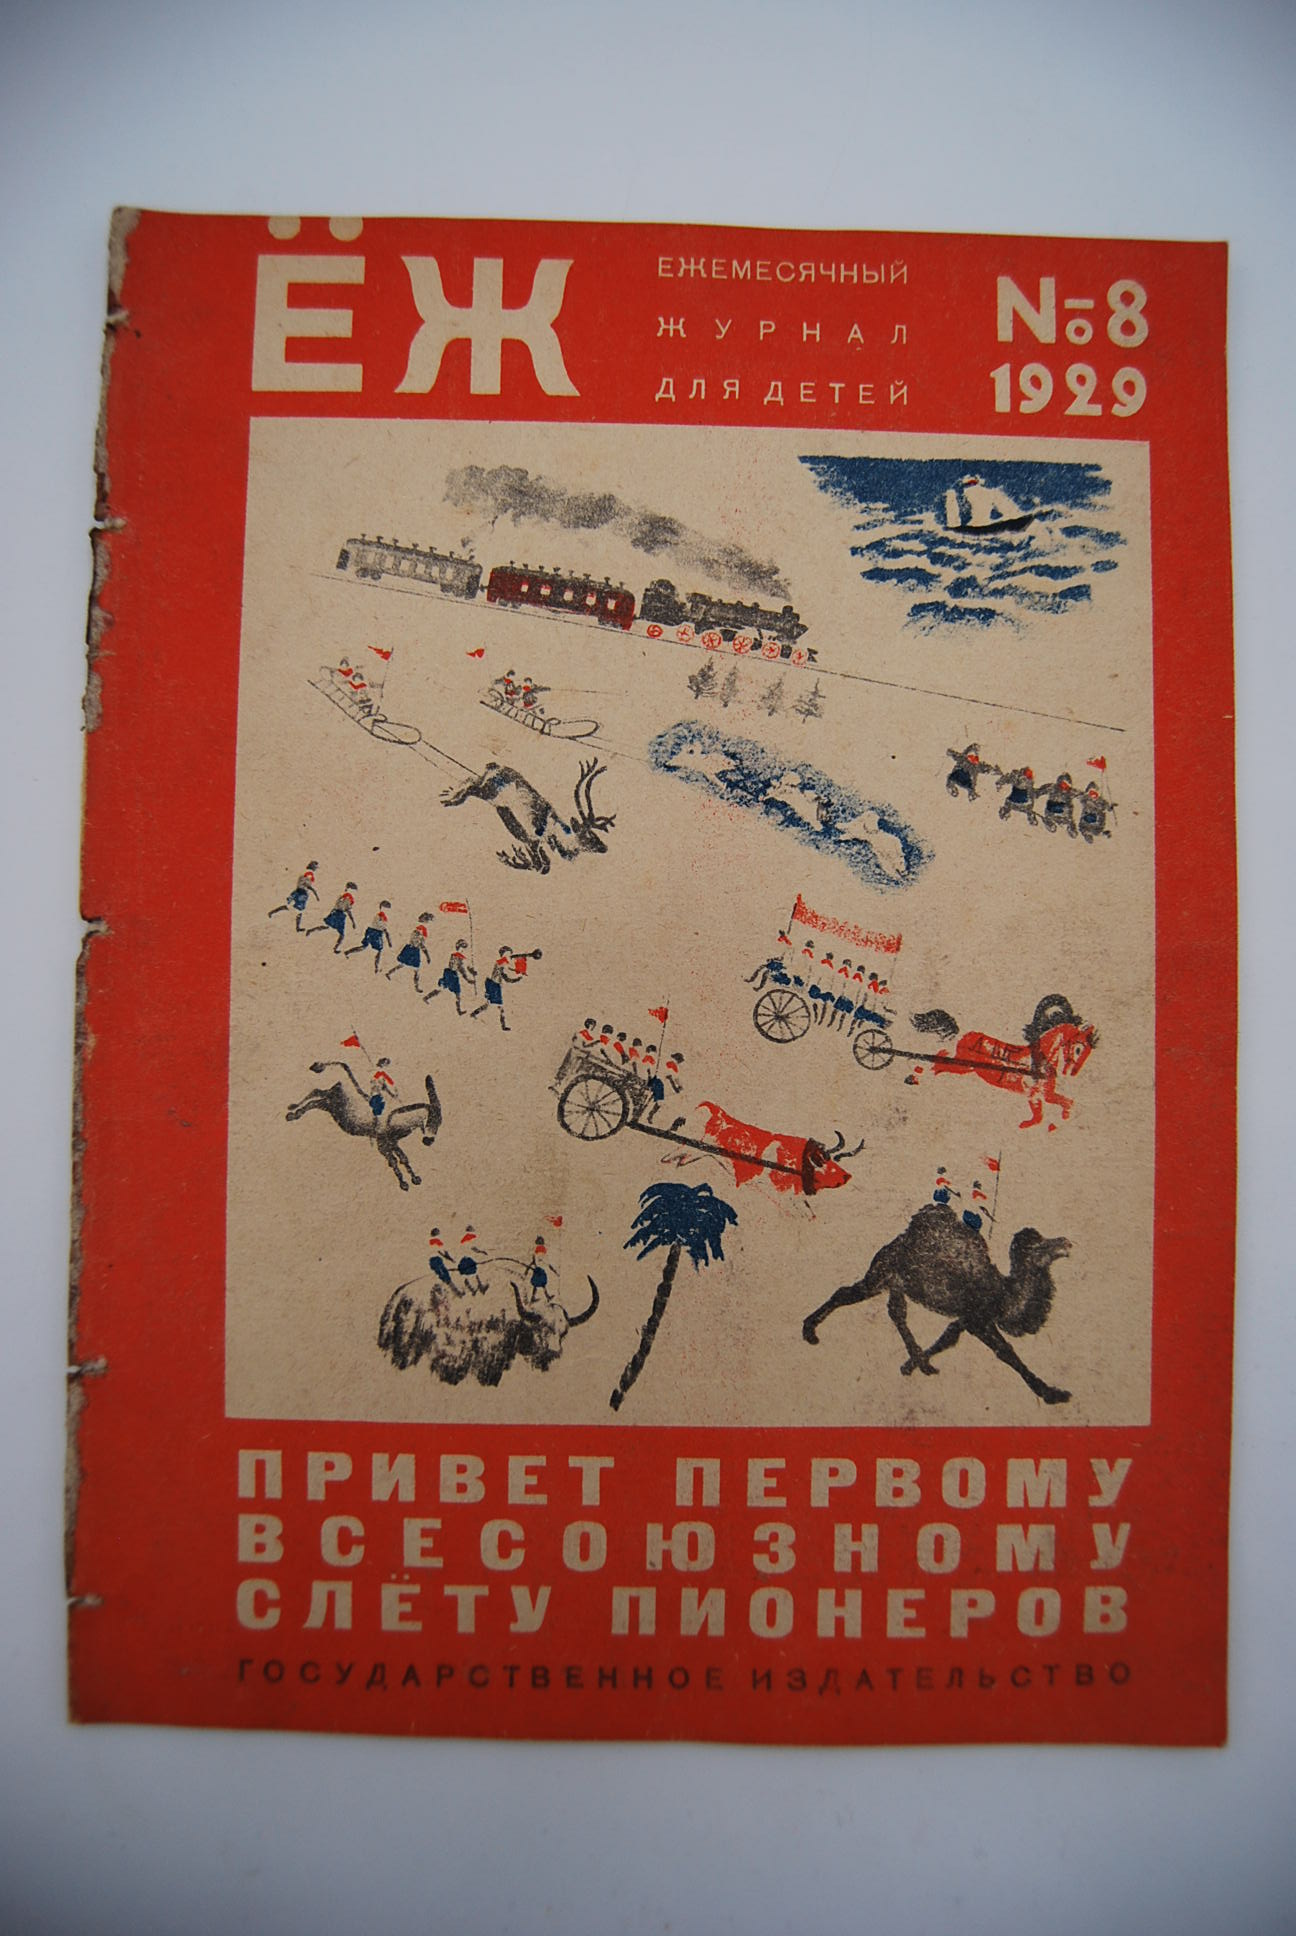 ЁЖ
ЕЖЕМЕСЯЧНЫЙ
ЖУРНАЛ
ДЛЯ ДЕТЕЙ
№8
1929
ПРИВЕТ ПЕРВОМУ
ВСЕСОЮЗНОМУ
СЛЁТУ ПИОНЕРОВ
ГОСУДАРСТВЕННОЕ ИЗДАТЕЛЬСТВО